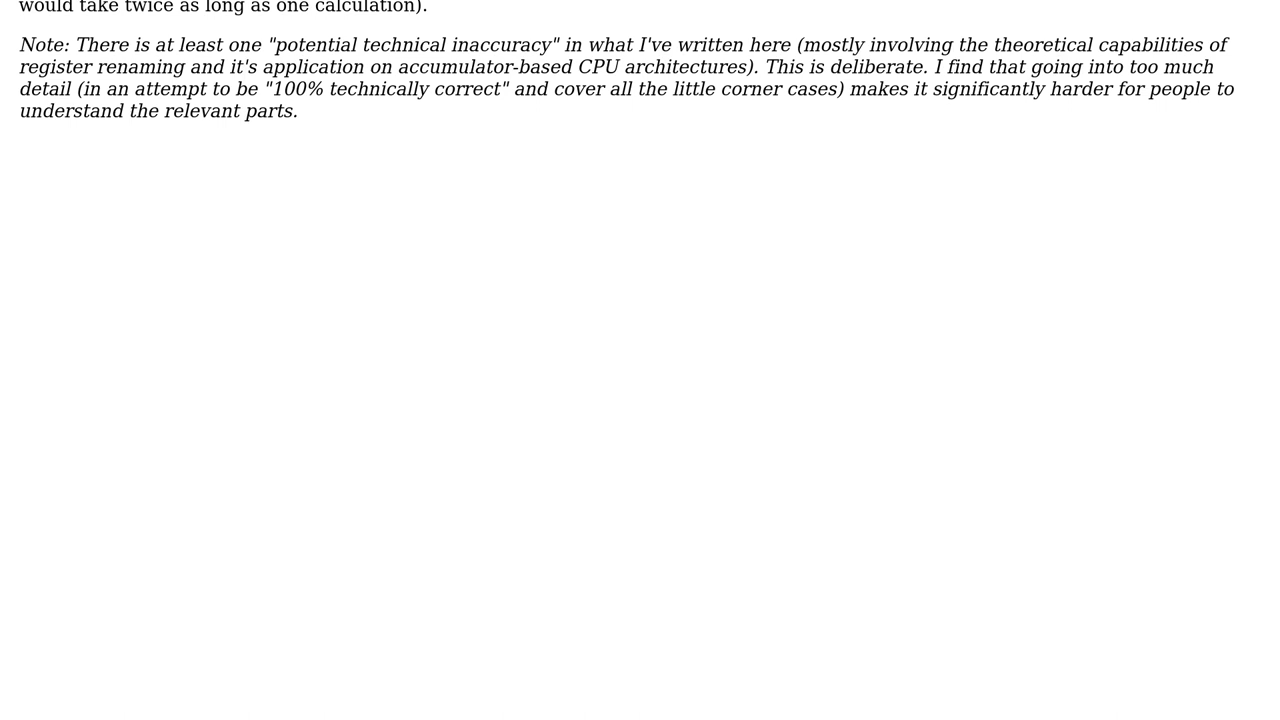 would take twice as long as one calculation).
Note: There is at least one "potential technical inaccuracy" in what I've written here (mostly involving the theoretical capabilities of
register renaming and it's application on accumulator-based CPU architectures). This is deliberate. I find that going into too much
detail (in an attempt to be "100% technically correct" and cover all the little corner cases) makes it significantly harder for people to
understand the relevant parts.